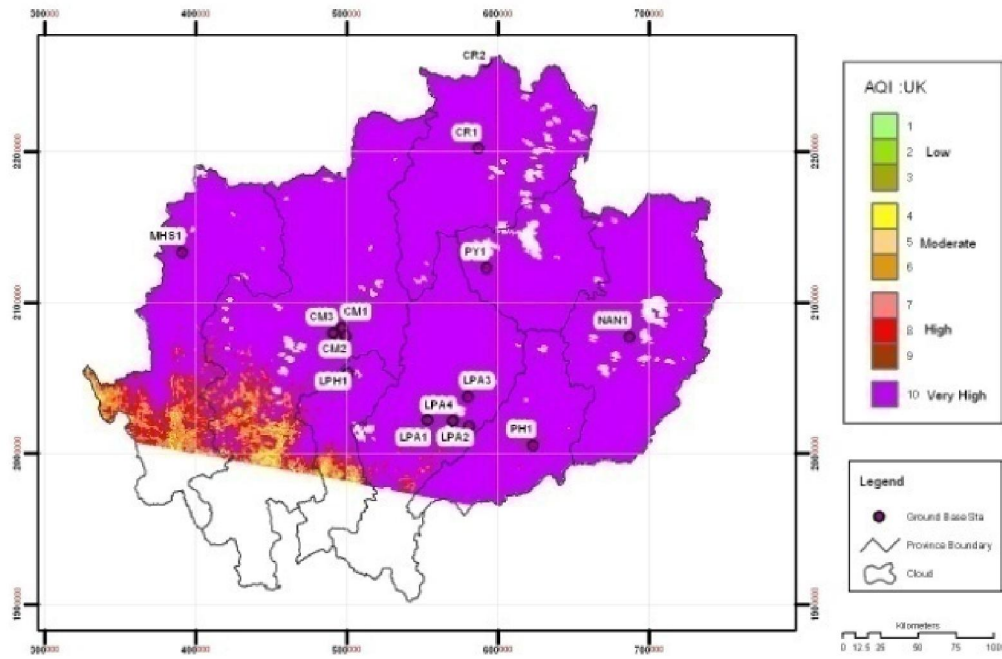 300000 400000 500000 600000 700000
CR2
AQI :UK
CR1
1
2 Low
3
2200000 2200000
4
5 Moderate
6
MHS1
PY1
7
8 High
9
2100000 2100000
CM3 CM1
NAN1
CM2
10 Very High
LPH1
LPA3
LPA4
LPA1 LPA2 PH1
2000000 2000000
Legend
Ground Base Sta
Province Boundary
Cloud
1900000 1900000
Kilometers
0 12.5 25 50 75 100
300000 400000 500000 600000 700000